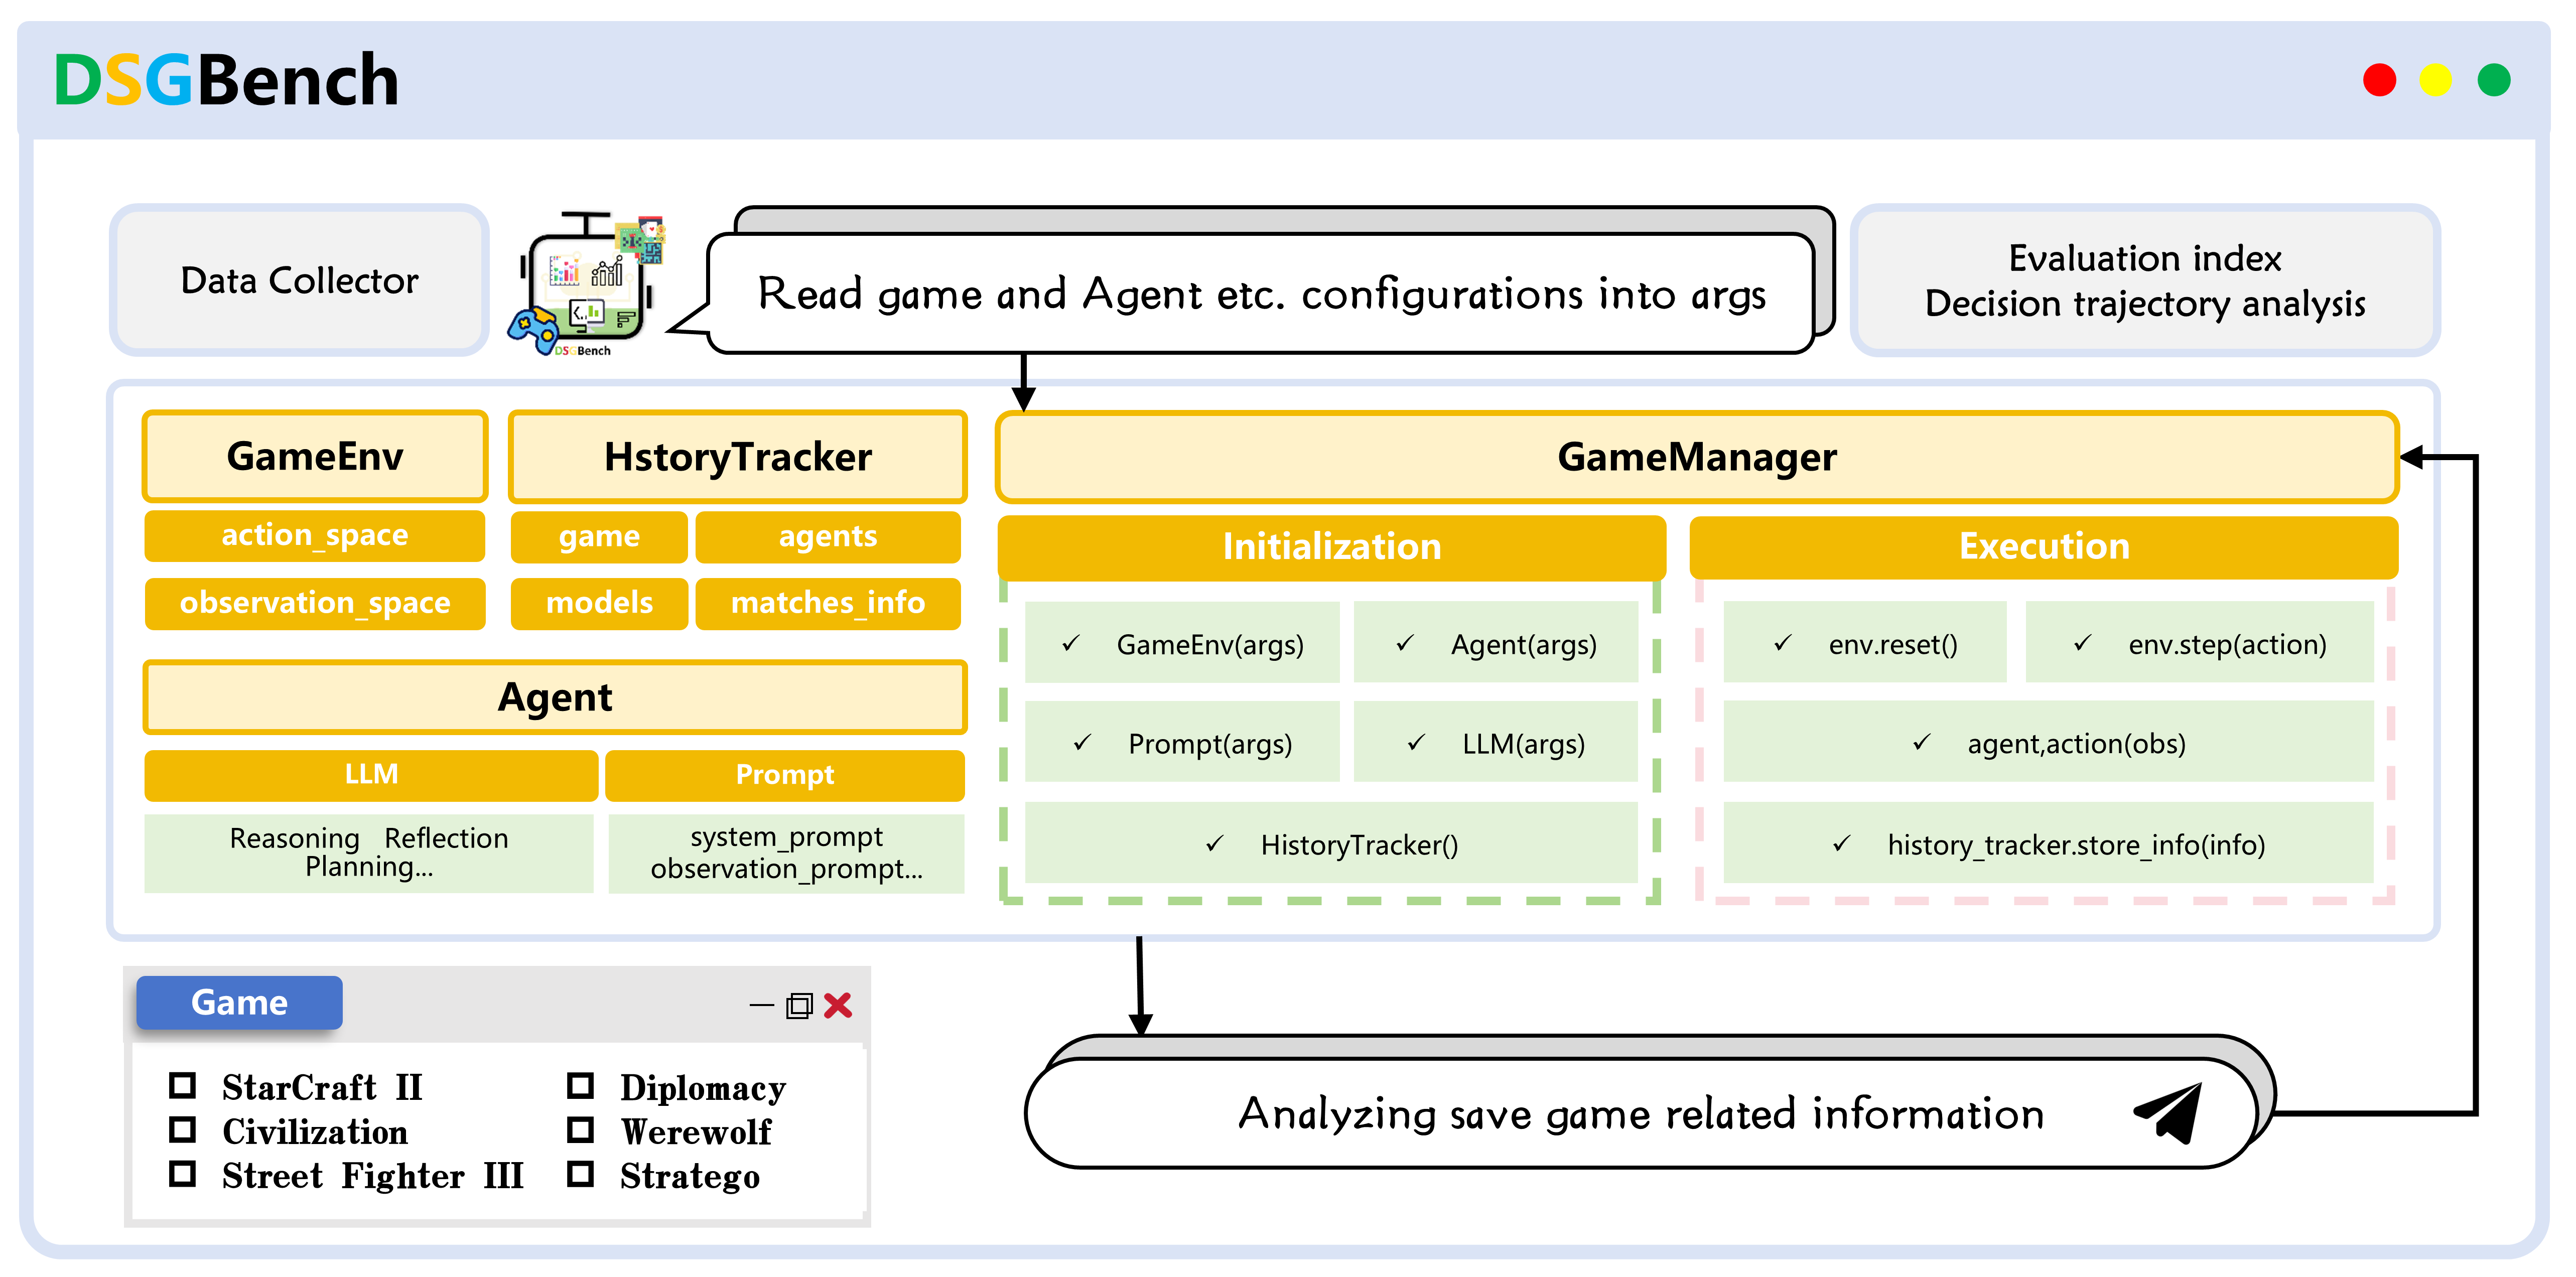 DSGBench
Data Collector
DSGBench
Read game and Agent etc. configurations into args
Evaluation index
Decision trajectory analysis
GameEnv
action_space
observation_space
HstoryTracker
game
agents
models
matches_info
Agent
LLM
Prompt
Reasoning Reflection
Planning...
system_prompt
observation_prompt...
GameManager
Initialization
✓ GameEnv(args)
✓ Agent(args)
✓ Prompt(args)
✓ LLM(args)
✓ HistoryTracker()
Execution
✓ env.reset()
✓ env.step(action)
✓ agent,action(obs)
✓ history_tracker.store_info(info)
Game
StarCraft II
Civilization
Street Fighter III
Diplomacy
Werewolf
Stratego
Analyzing save game related information